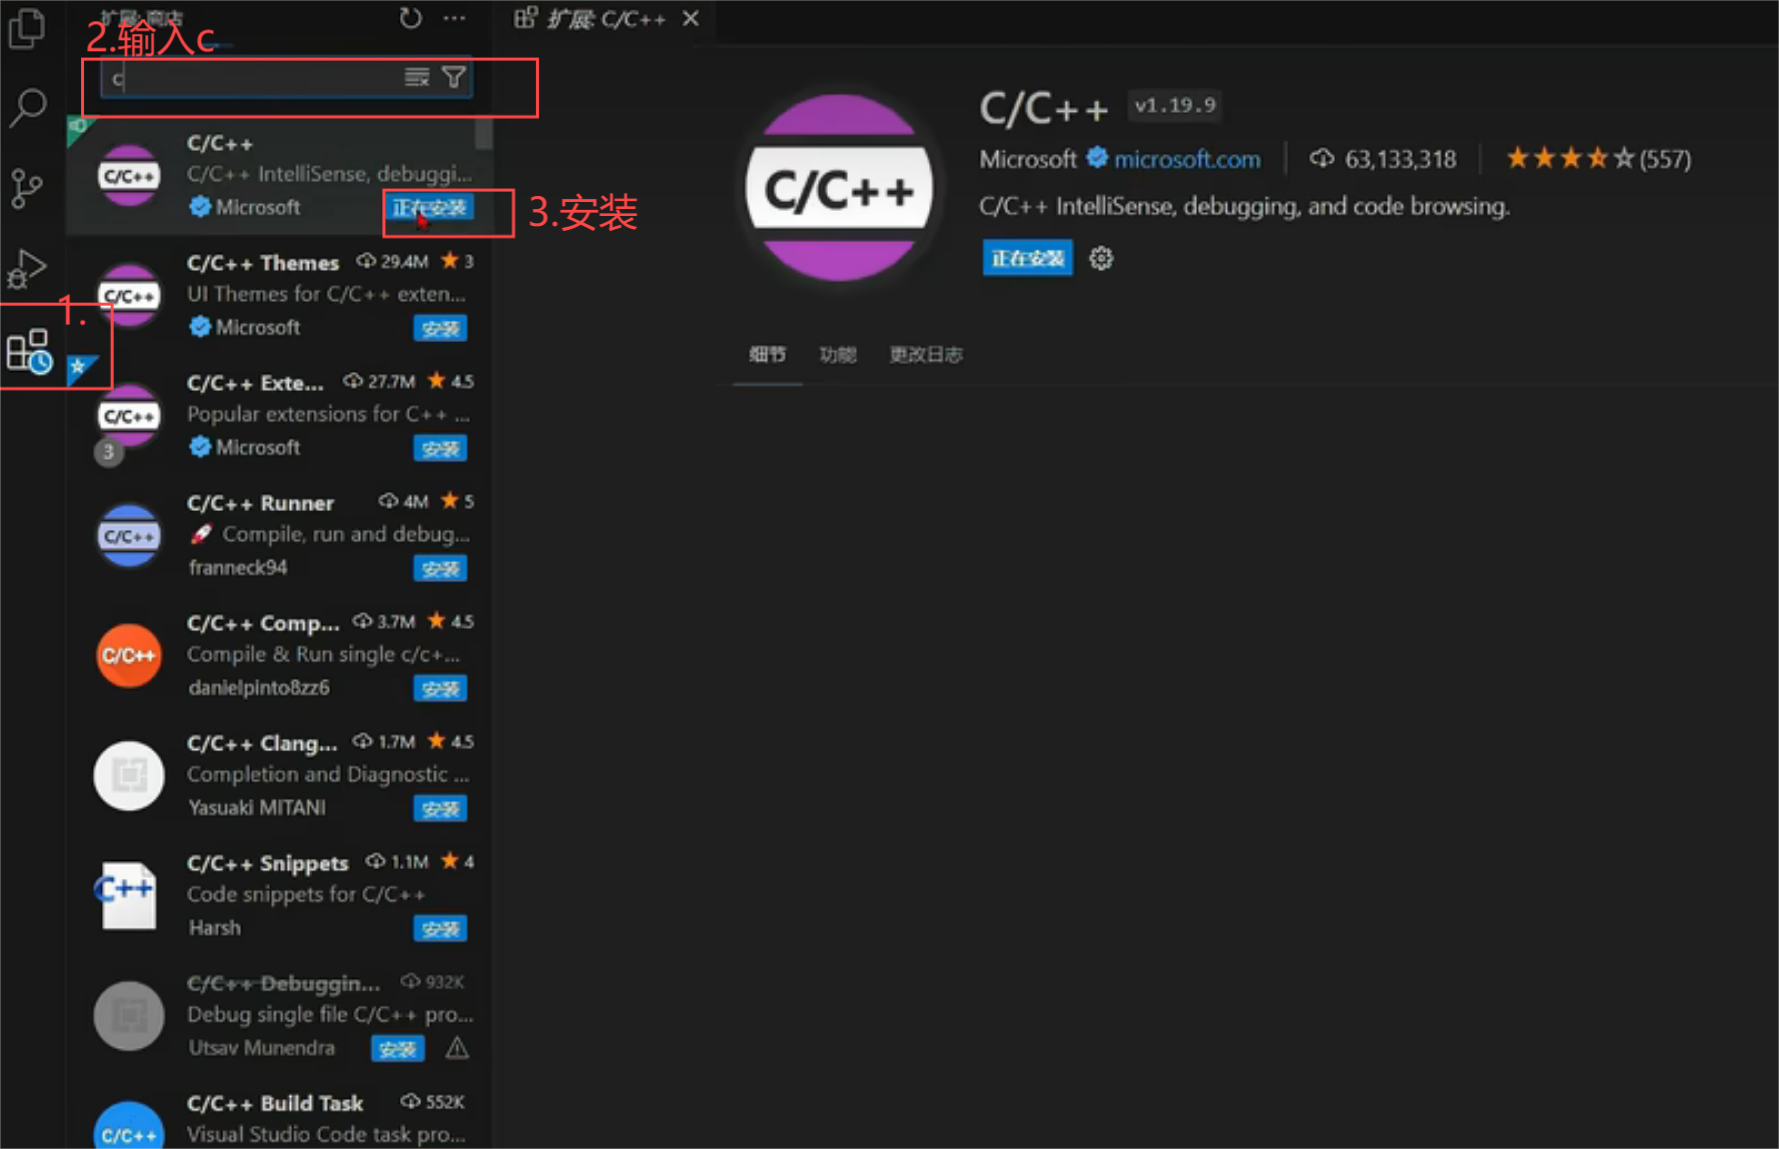 扩展: 商店
2.输入c
c
C/C++
C/C++
C/C++ IntelliSense, debuggi...
Microsoft
正在安装
3.安装
1.
C/C++
C/C++ Themes
29.4M
3
UI Themes for C/C++ exten...
Microsoft
安装
C/C++
3
C/C++ Exte...
27.7M
4.5
Popular extensions for C++ ...
Microsoft
安装
C/C++
C/C++ Runner
4M
5
Compile, run and debug...
franneck94
安装
C/C++
C/C++ Comp...
3.7M
4.5
Compile & Run single c/c+...
danielpinto8zz6
安装
C/C++ Clang...
1.7M
4.5
Completion and Diagnostic ...
Yasuaki MITANI
安装
C++
C/C++ Snippets
1.1M
4
Code snippets for C/C++
Harsh
安装
C/C++ Debuggin...
932K
Debug single file C/C++ pro...
Utsav Munendra
安装
C/C++
C/C++ Build Task
552K
Visual Studio Code task pro...
扩展: C/C++
C/C++
C/C++
v1.19.9
Microsoft
microsoft.com
63,133,318
(557)
C/C++ IntelliSense, debugging, and code browsing.
正在安装
细节
功能
更改日志